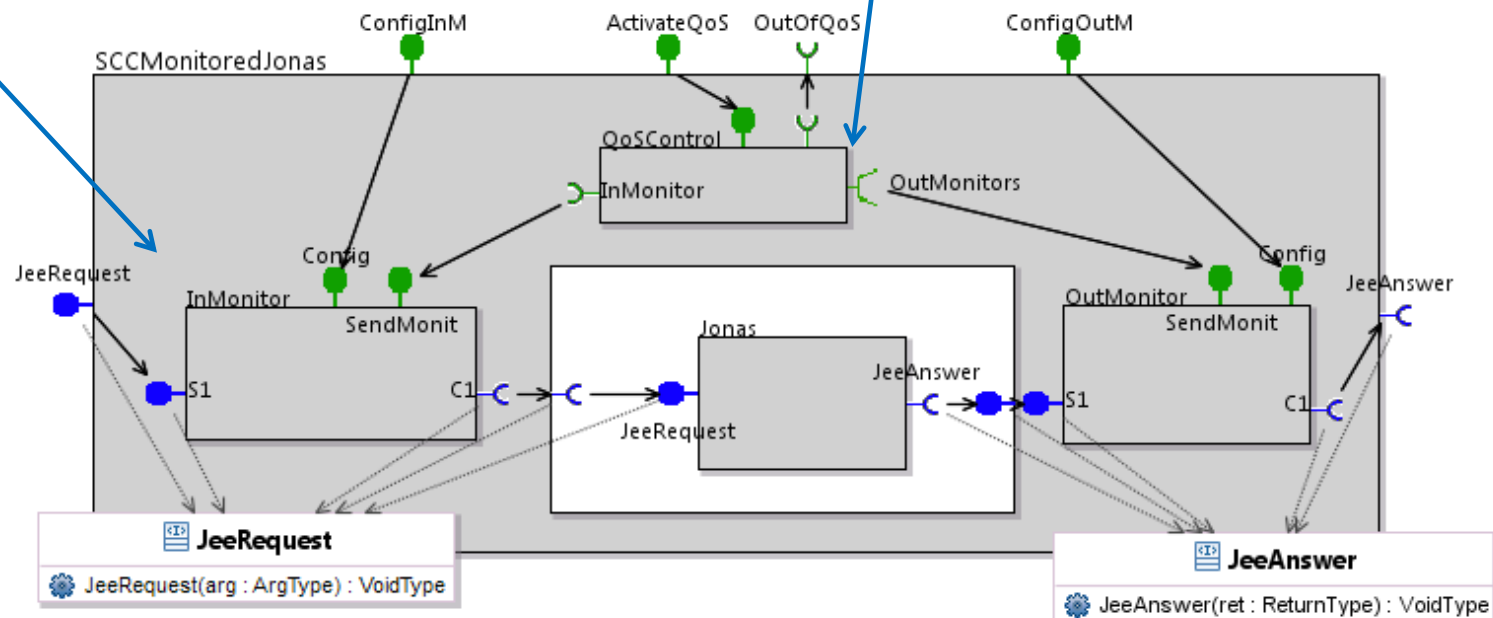 ConfigInM
ActivateQoS
OutOfQoS
ConfigOutM
SCCMonitoredJonas
QoSControl
InMonitor
OutMonitors
Config
Config
JeeRequest
JeeAnswer
InMonitor
OutMonitor
SendMonit
SendMonit
Jonas
JeeAnswer
S1
C1
S1
C1
JeeRequest
JeeRequest
JeeRequest(arg : ArgType) : VoidType
JeeAnswer
JeeAnswer(ret : ReturnType) : VoidType